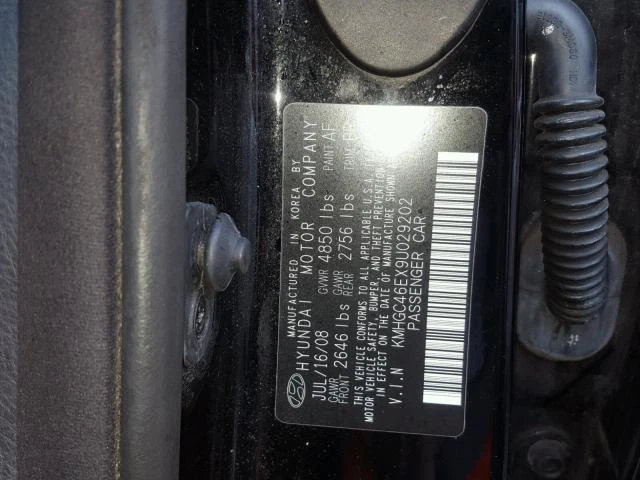 MANUFACTURED IN KOREA BY
HYUNDAI MOTOR COMPANY
JUL/16/08 GVWR 4850 lbs PAINT AF
GAWR FRONT 2646 lbs GAWR REAR 2756 lbs TRIM
THIS VEHICLE CONFORMS TO ALL APPLICABLE U.S.A.
MOTOR VEHICLE SAFETY, BUMPER, AND THEFT PREVENTION
IN EFFECT ON THE DATE OF MANUFACTURE SHOWN
V.I.N KMHGC46EX9U029202
PASSENGER CAR